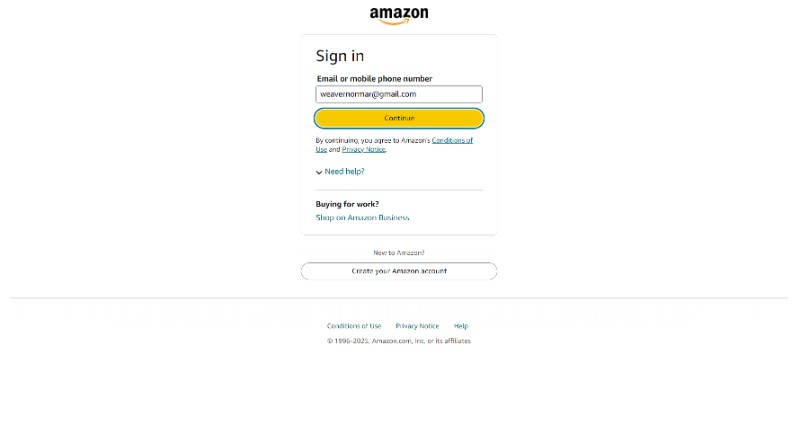 amazon
Sign in
Email or mobile phone number
weavernormar@gmail.com
Continue
By continuing, you agree to Amazon's Conditions of
Use and Privacy Notice.
Need help?
Buying for work?
Shop on Amazon Business
New to Amazon?
Create your Amazon account
Conditions of Use Privacy Notice Help
© 1996-2025, Amazon.com, Inc. or its affiliates